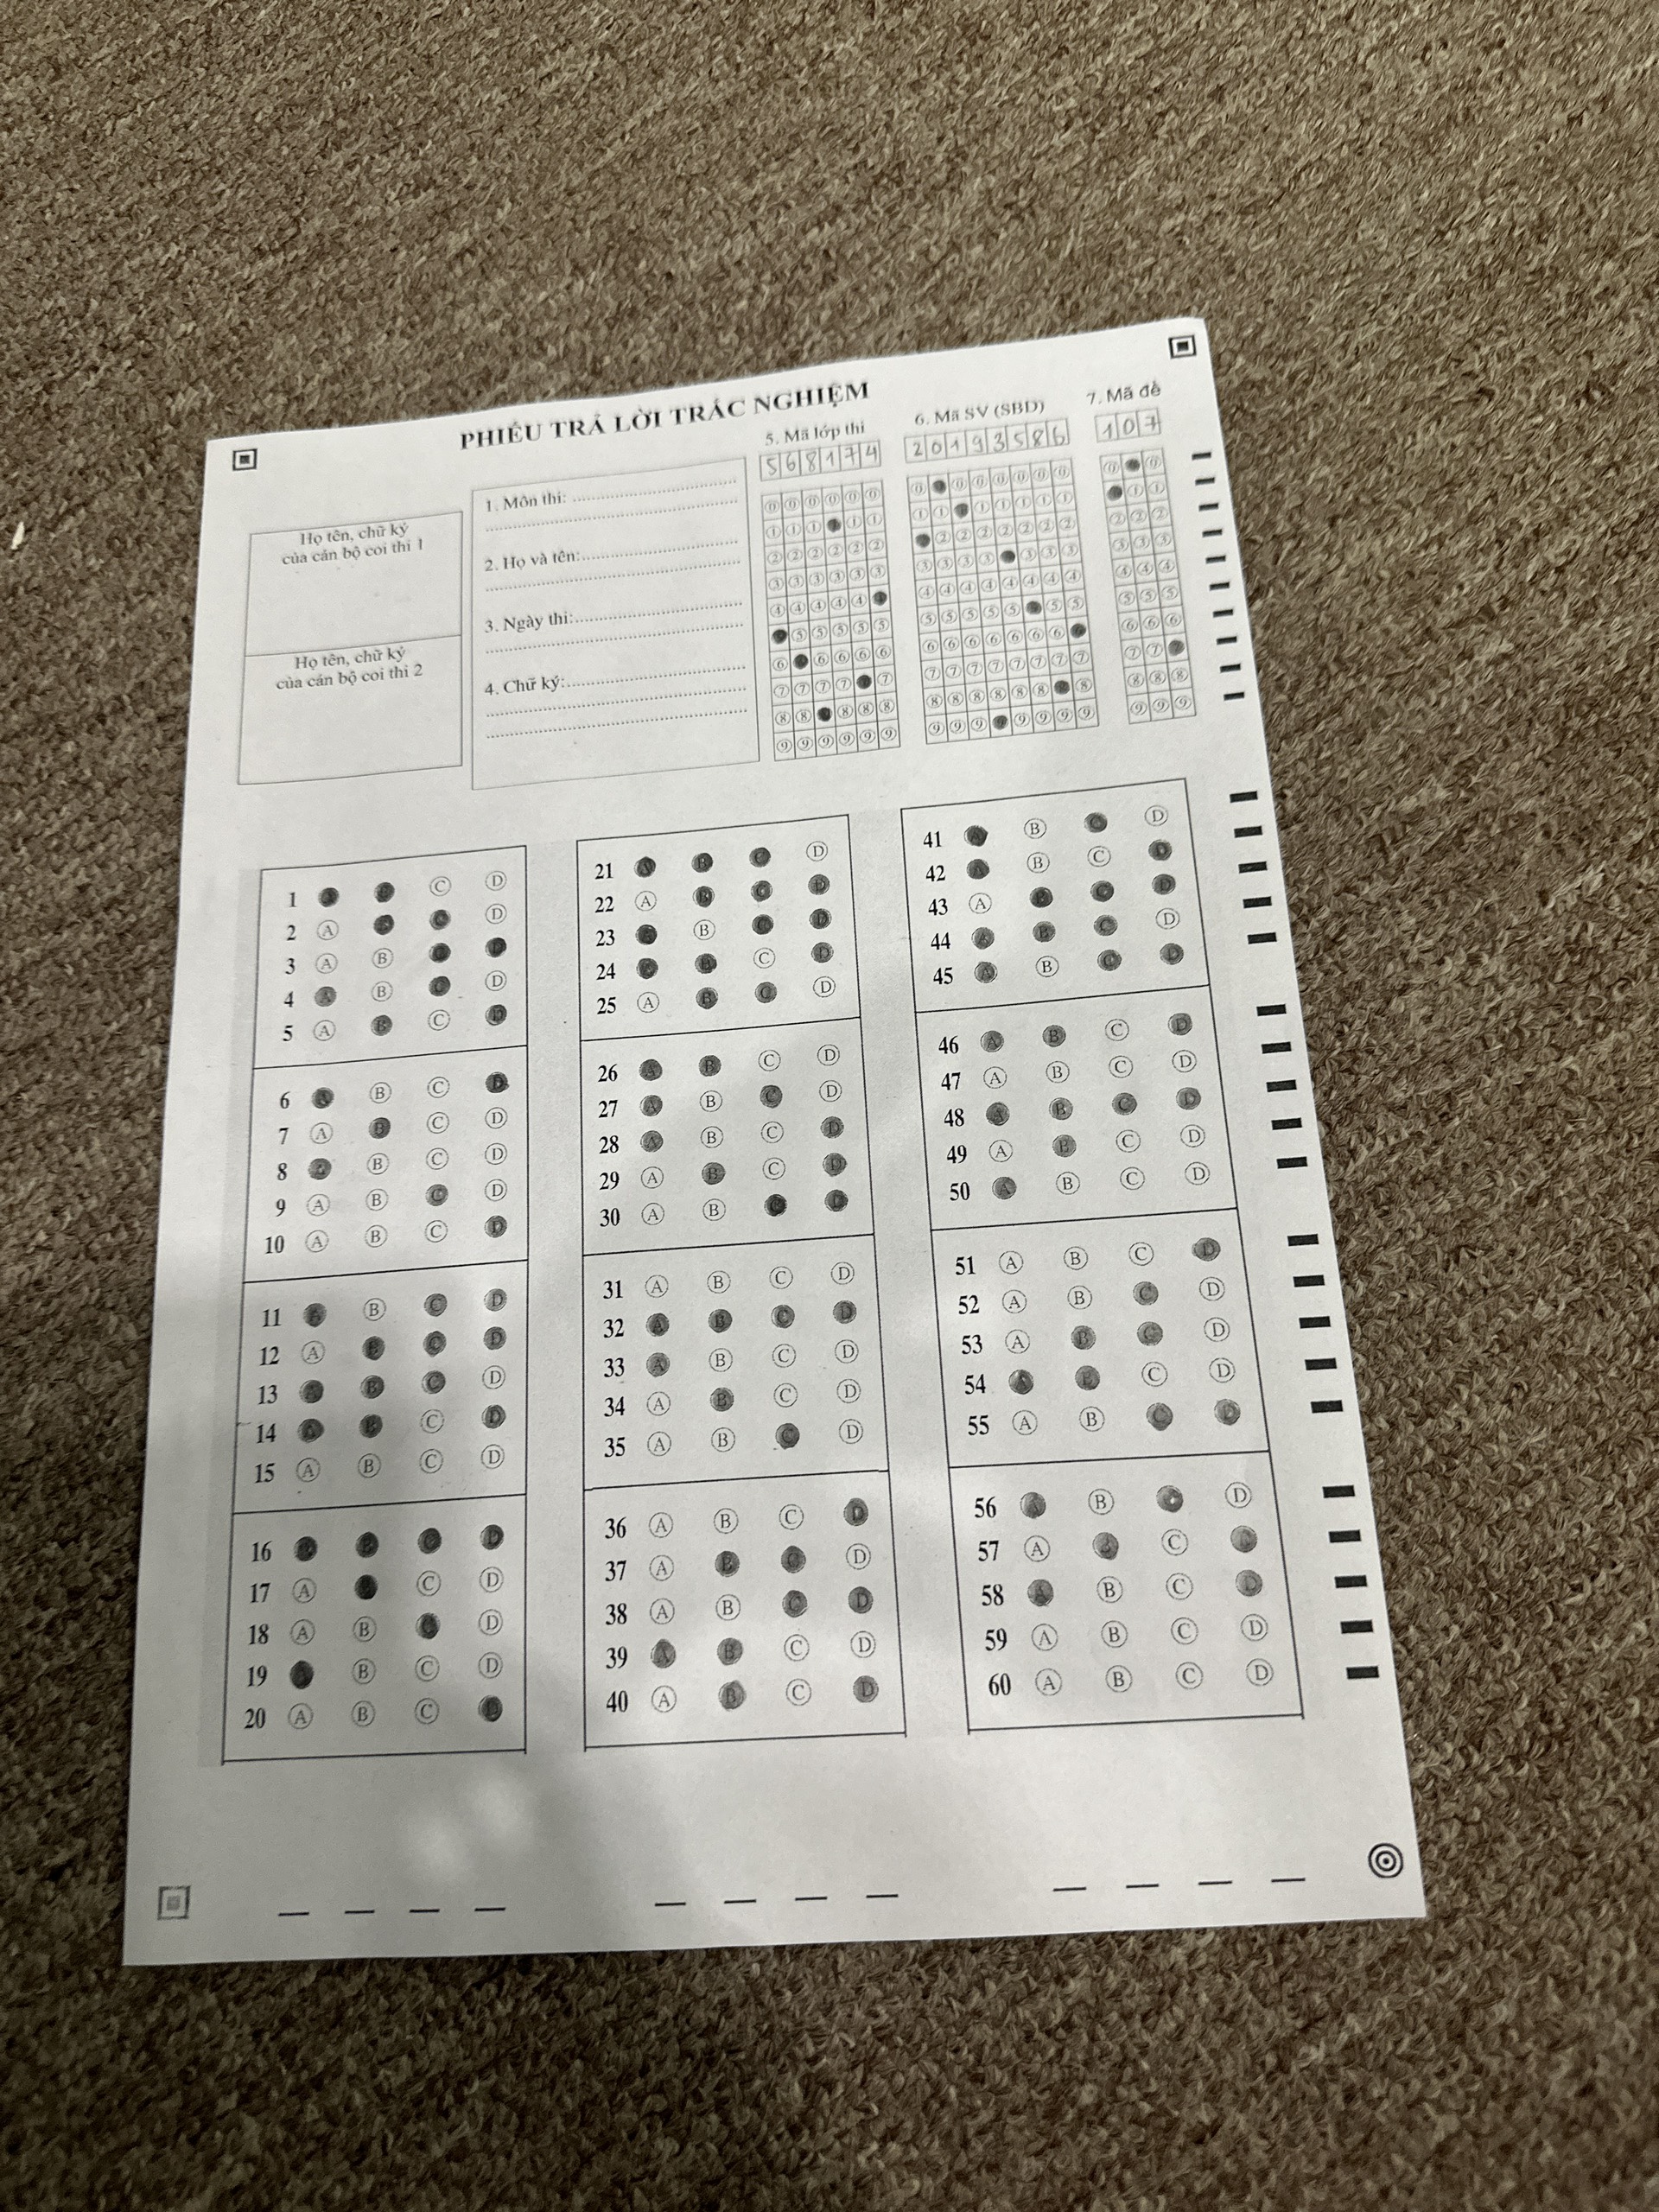 PHIẾU TRẢ LỜI TRẮC NGHIỆM
Họ tên, chữ ký
của cán bộ coi thi 1
Họ tên, chữ ký
của cán bộ coi thi 2
1. Môn thi:
2. Họ và tên:
3. Ngày thi:
4. Chữ ký:
5. Mã lớp thi
568174
6. Mã SV (SBD)
20193586
7. Mã đề
107
1 A B C D
2 A B C D
3 A B C D
4 A B C D
5 A B C D
6 A B C D
7 A B C D
8 A B C D
9 A B C D
10 A B C D
11 A B C D
12 A B C D
13 A B C D
14 A B C D
15 A B C D
16 A B C D
17 A B C D
18 A B C D
19 A B C D
20 A B C D
21 A B C D
22 A B C D
23 A B C D
24 A B C D
25 A B C D
26 A B C D
27 A B C D
28 A B C D
29 A B C D
30 A B C D
31 A B C D
32 A B C D
33 A B C D
34 A B C D
35 A B C D
36 A B C D
37 A B C D
38 A B C D
39 A B C D
40 A B C D
41 A B C D
42 A B C D
43 A B C D
44 A B C D
45 A B C D
46 A B C D
47 A B C D
48 A B C D
49 A B C D
50 A B C D
51 A B C D
52 A B C D
53 A B C D
54 A B C D
55 A B C D
56 A B C D
57 A B C D
58 A B C D
59 A B C D
60 A B C D